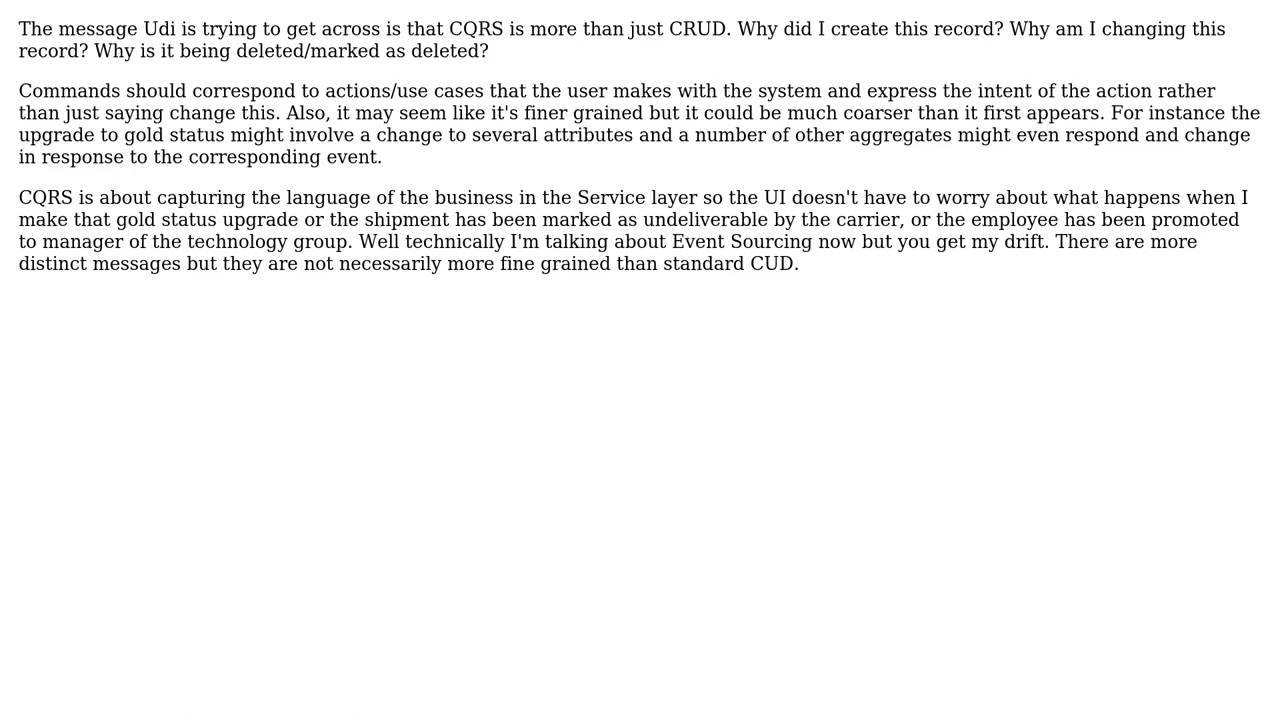 The message Udi is trying to get across is that CQRS is more than just CRUD. Why did I create this record? Why am I changing this
record? Why is it being deleted/marked as deleted?
Commands should correspond to actions/use cases that the user makes with the system and express the intent of the action rather
than just saying change this. Also, it may seem like it's finer grained but it could be much coarser than it first appears. For instance the
upgrade to gold status might involve a change to several attributes and a number of other aggregates might even respond and change
in response to the corresponding event.
CQRS is about capturing the language of the business in the Service layer so the UI doesn't have to worry about what happens when I
make that gold status upgrade or the shipment has been marked as undeliverable by the carrier, or the employee has been promoted
to manager of the technology group. Well technically I'm talking about Event Sourcing now but you get my drift. There are more
distinct messages but they are not necessarily more fine grained than standard CUD.